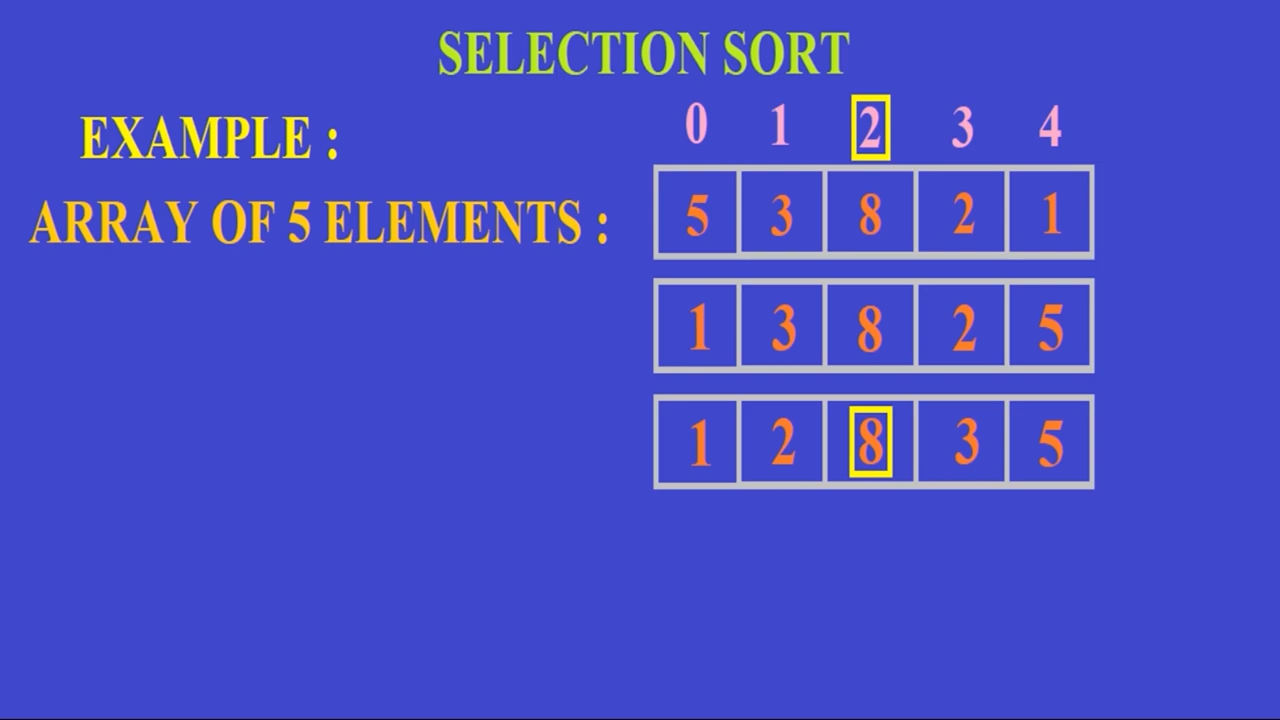 SELECTION SORT
EXAMPLE :
0 1 2 3 4
ARRAY OF 5 ELEMENTS :
5 3 8 2 1
1 3 8 2 5
1 2 8 3 5